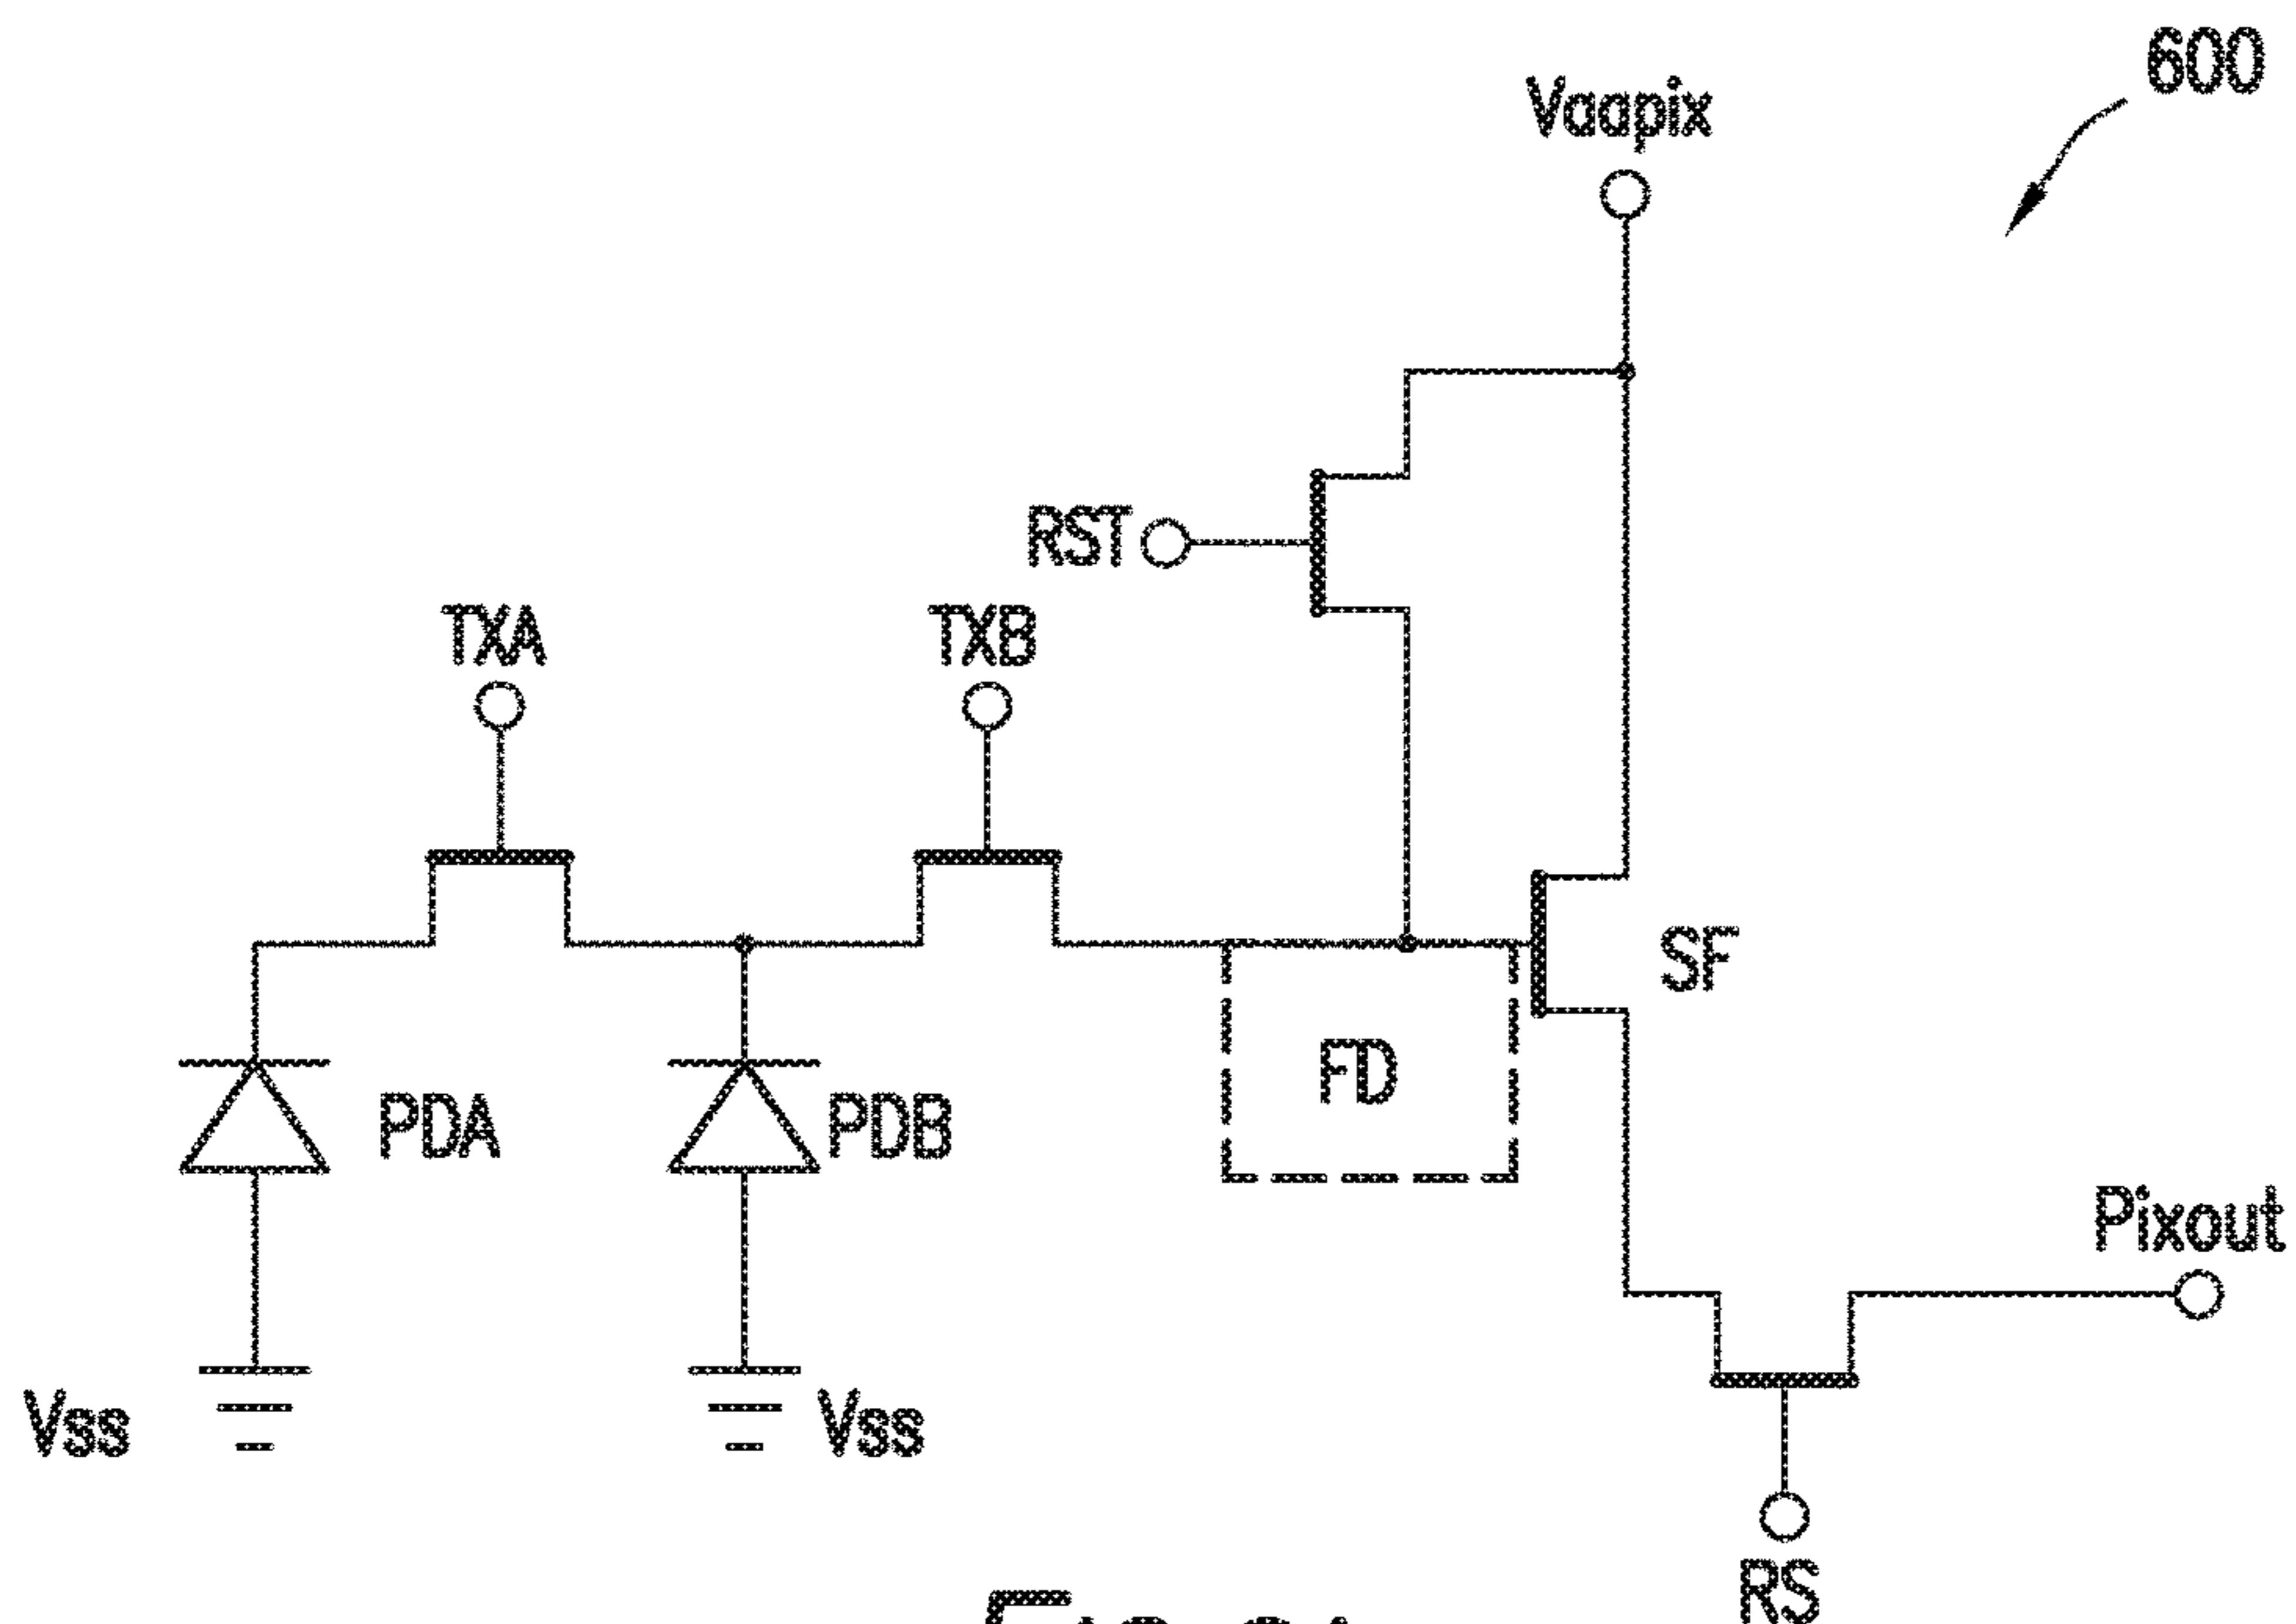 600
Vaapix
RST
TXA
TXB
SF
FD
PDA
PDB
Pixout
Vss
Vss
RS